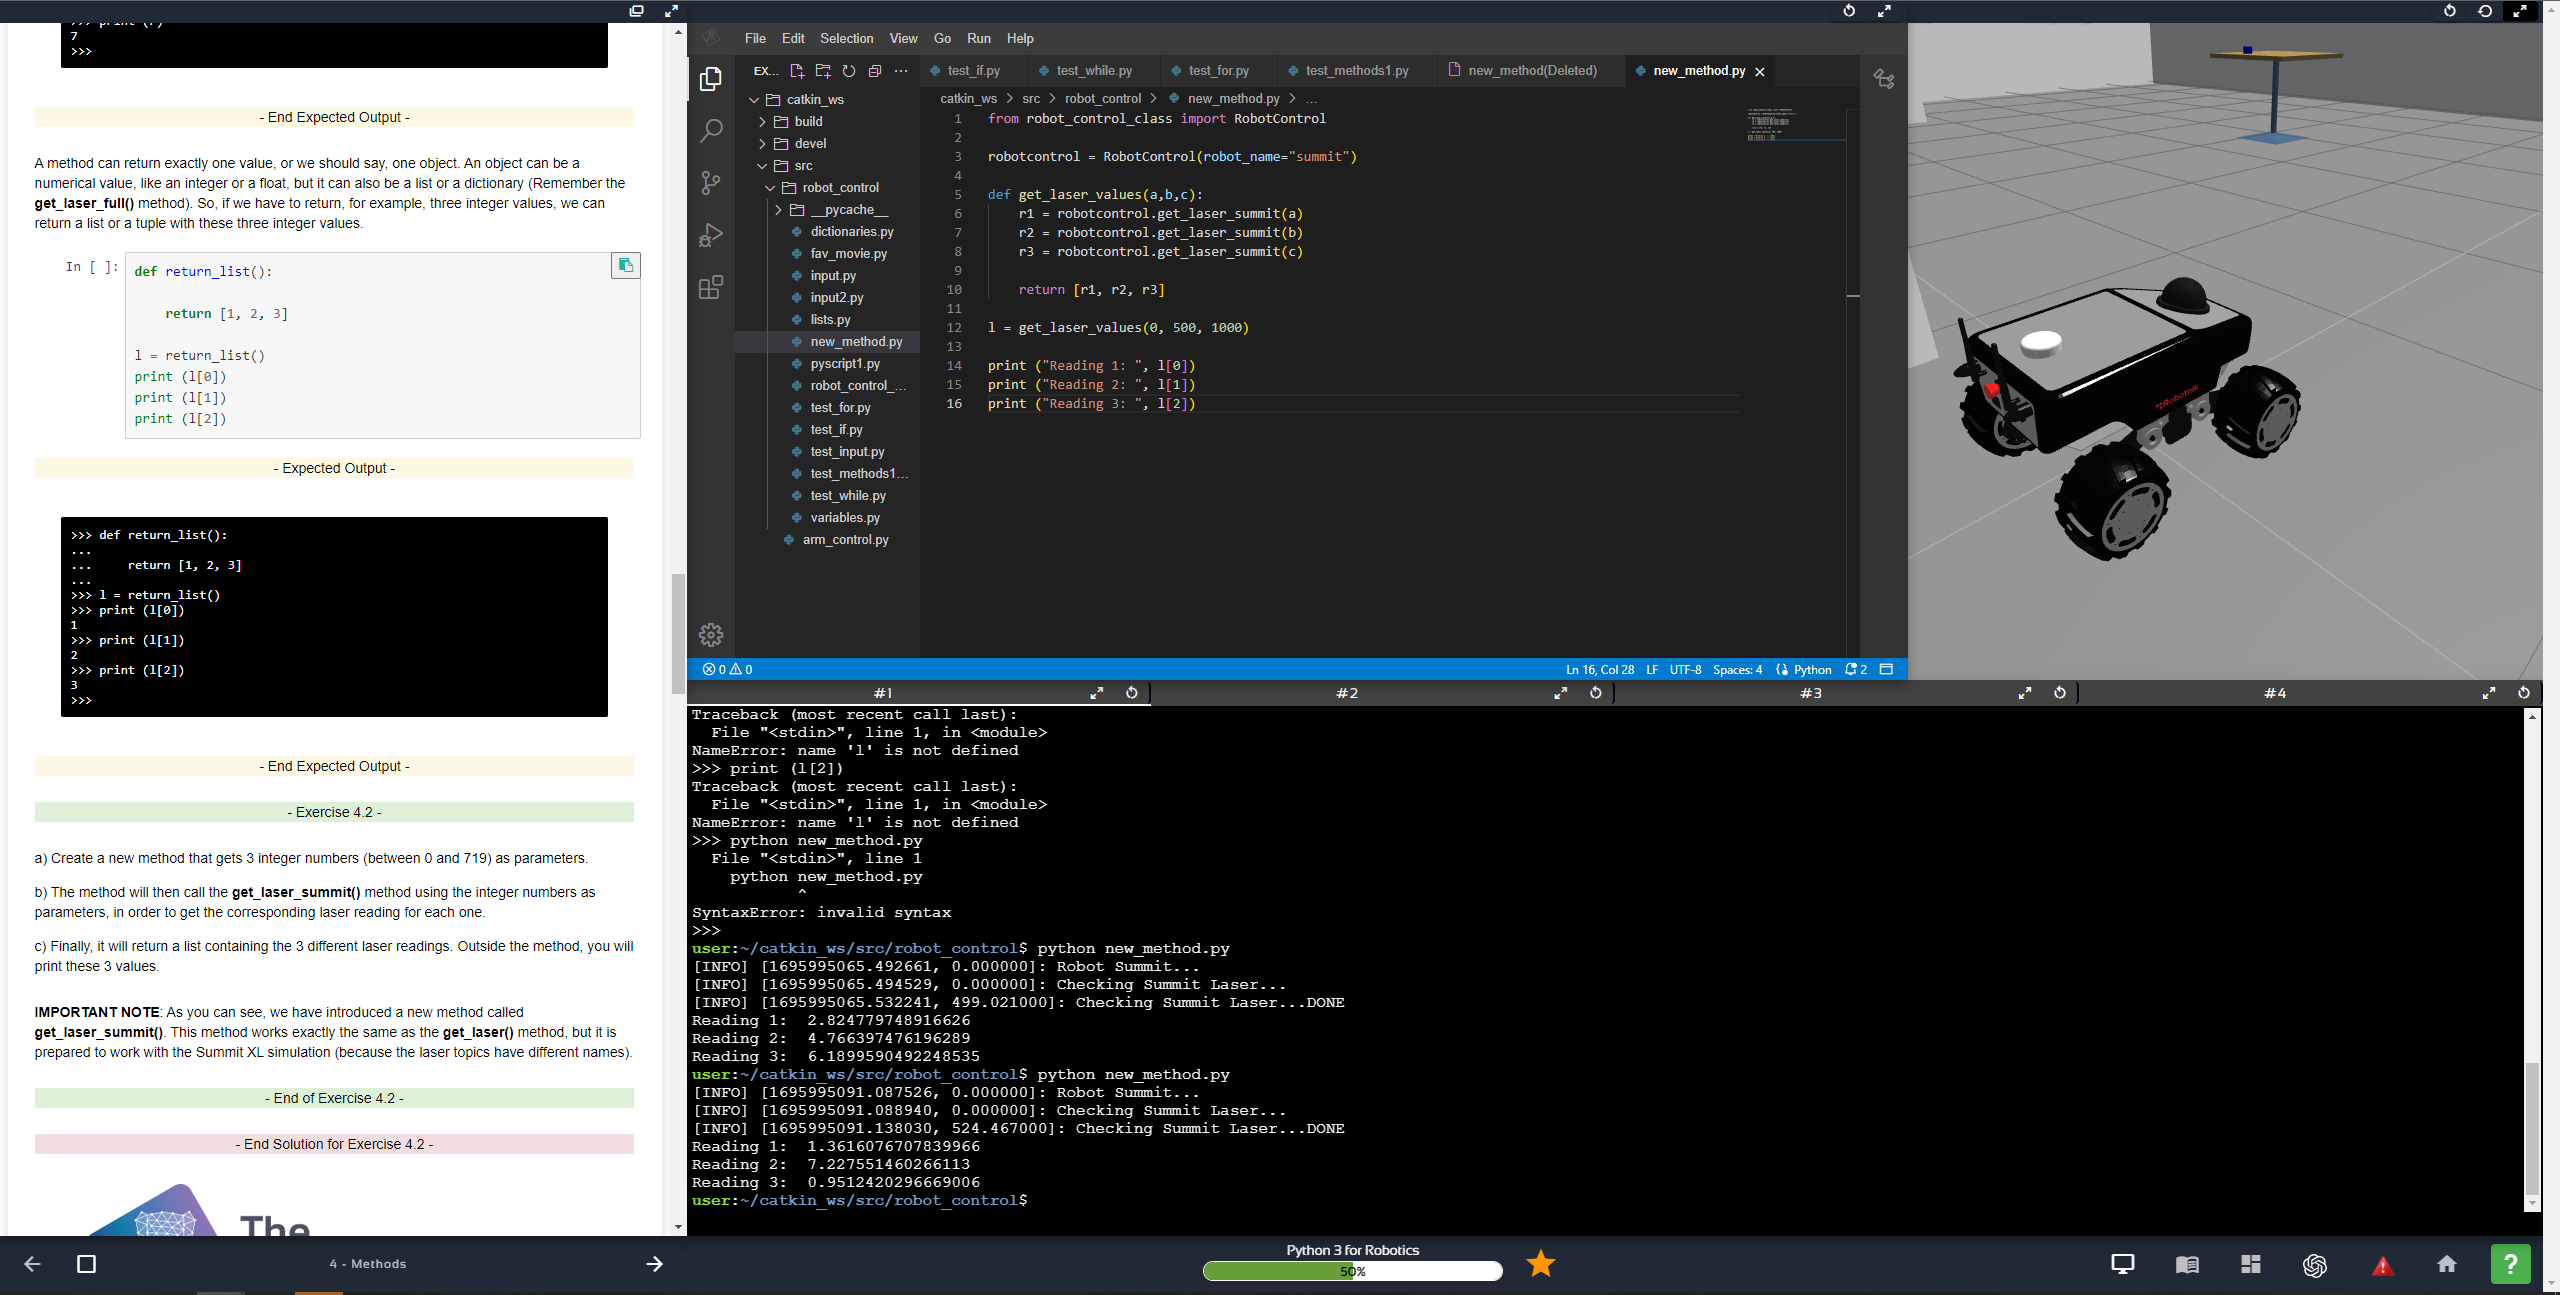 7
>>>
- End Expected Output -
A method can return exactly one value, or we should say, one object. An object can be a
numerical value, like an integer or a float, but it can also be a list or a dictionary (Remember the
get_laser_full() method). So, if we have to return, for example, three integer values, we can
return a list or a tuple with these three integer values.
In [ ]:
def return_list():
return [1, 2, 3]
l = return_list()
print (l[0])
print (l[1])
print (l[2])
- Expected Output -
>>> def return_list():
...
...     return [1, 2, 3]
...
>>> l = return_list()
>>> print (l[0])
1
>>> print (l[1])
2
>>> print (l[2])
3
>>>
- End Expected Output -
- Exercise 4.2 -
a) Create a new method that gets 3 integer numbers (between 0 and 719) as parameters.
b) The method will then call the get_laser_summit() method using the integer numbers as
parameters, in order to get the corresponding laser reading for each one.
c) Finally, it will return a list containing the 3 different laser readings. Outside the method, you will
print these 3 values.
IMPORTANT NOTE: As you can see, we have introduced a new method called
get_laser_summit(). This method works exactly the same as the get_laser() method, but it is
prepared to work with the Summit XL simulation (because the laser topics have different names).
- End of Exercise 4.2 -
- End Solution for Exercise 4.2 -
The
File Edit Selection View Go Run Help
EX...
catkin_ws
build
devel
src
robot_control
__pycache__
dictionaries.py
fav_movie.py
input.py
input2.py
lists.py
new_method.py
pyscript1.py
robot_control_...
test_for.py
test_if.py
test_input.py
test_methods1...
test_while.py
variables.py
arm_control.py
test_if.py test_while.py test_for.py test_methods1.py new_method(Deleted) new_method.py
catkin_ws > src > robot_control > new_method.py > ...
1 from robot_control_class import RobotControl
2
3 robotcontrol = RobotControl(robot_name="summit")
4
5 def get_laser_values(a,b,c):
6     r1 = robotcontrol.get_laser_summit(a)
7     r2 = robotcontrol.get_laser_summit(b)
8     r3 = robotcontrol.get_laser_summit(c)
9
10     return [r1, r2, r3]
11
12 l = get_laser_values(0, 500, 1000)
13
14 print ("Reading 1: ", l[0])
15 print ("Reading 2: ", l[1])
16 print ("Reading 3: ", l[2])
Robotnik
0 0 Ln 16, Col 28 LF UTF-8 Spaces: 4 Python 2
#1 #2 #3 #4
Traceback (most recent call last):
  File "<stdin>", line 1, in <module>
NameError: name 'l' is not defined
>>> print (l[2])
Traceback (most recent call last):
  File "<stdin>", line 1, in <module>
NameError: name 'l' is not defined
>>> python new_method.py
  File "<stdin>", line 1
    python new_method.py
^
SyntaxError: invalid syntax
>>>
user:~/catkin_ws/src/robot_control$ python new_method.py
[INFO] [1695995065.492661, 0.000000]: Robot Summit...
[INFO] [1695995065.494529, 0.000000]: Checking Summit Laser...
[INFO] [1695995065.532241, 499.021000]: Checking Summit Laser...DONE
Reading 1:  2.824779748916626
Reading 2:  4.766397476196289
Reading 3:  6.1899590492248535
user:~/catkin_ws/src/robot_control$ python new_method.py
[INFO] [1695995091.087526, 0.000000]: Robot Summit...
[INFO] [1695995091.088940, 0.000000]: Checking Summit Laser...
[INFO] [1695995091.138030, 524.467000]: Checking Summit Laser...DONE
Reading 1:  1.3616076707839966
Reading 2:  7.227551460266113
Reading 3:  0.9512420296669006
user:~/catkin_ws/src/robot_control$
4 - Methods
Python 3 for Robotics
50%
?